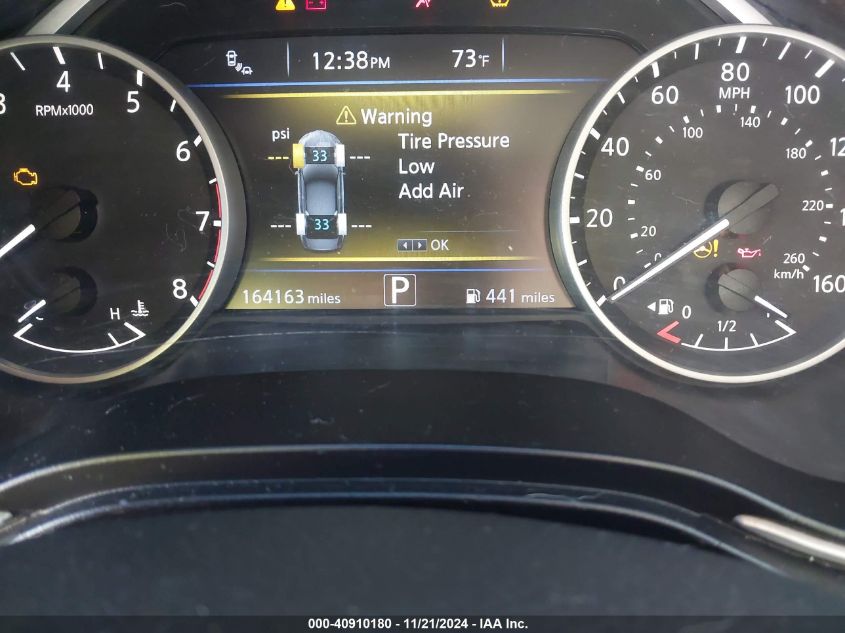 12:38PM 73°F
3 4 5 6 7 8
RPMx1000
H
Warning
psi
Tire Pressure
Low
Add Air
--- 33 ---
--- 33 ---
OK
164163 miles P 441 miles
0 20 40 60 80 100 160
MPH
20 60 100 140 180 220 260
km/h
0 1/2
000-40910180 - 11/21/2024 - IAA Inc.